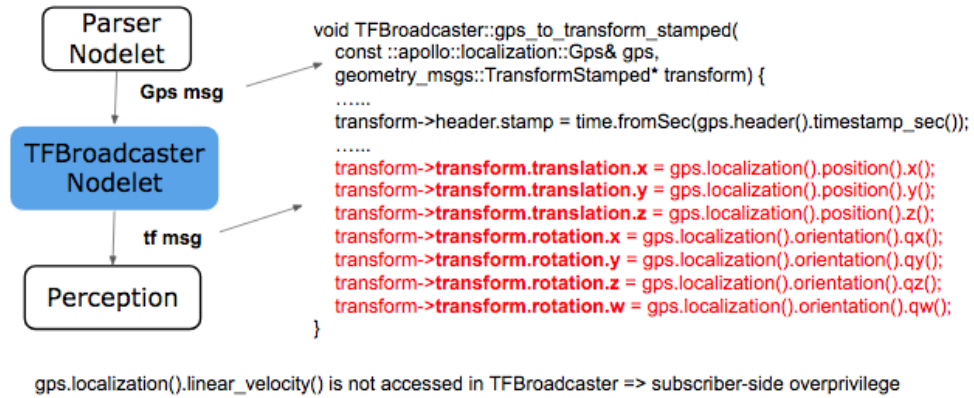 Parser
Nodelet
Gps msg
TFBroadcaster
Nodelet
tf msg
Perception
void TFBroadcaster::gps_to_transform_stamped(
const ::apollo::localization::Gps& gps,
geometry_msgs::TransformStamped* transform) {
......
transform->header.stamp = time.fromSec(gps.header().timestamp_sec());
......
transform->transform.translation.x = gps.localization().position().x();
transform->transform.translation.y = gps.localization().position().y();
transform->transform.translation.z = gps.localization().position().z();
transform->transform.rotation.x = gps.localization().orientation().qx();
transform->transform.rotation.y = gps.localization().orientation().qy();
transform->transform.rotation.z = gps.localization().orientation().qz();
transform->transform.rotation.w = gps.localization().orientation().qw();
}
gps.localization().linear_velocity() is not accessed in TFBroadcaster => subscriber-side overprivilege